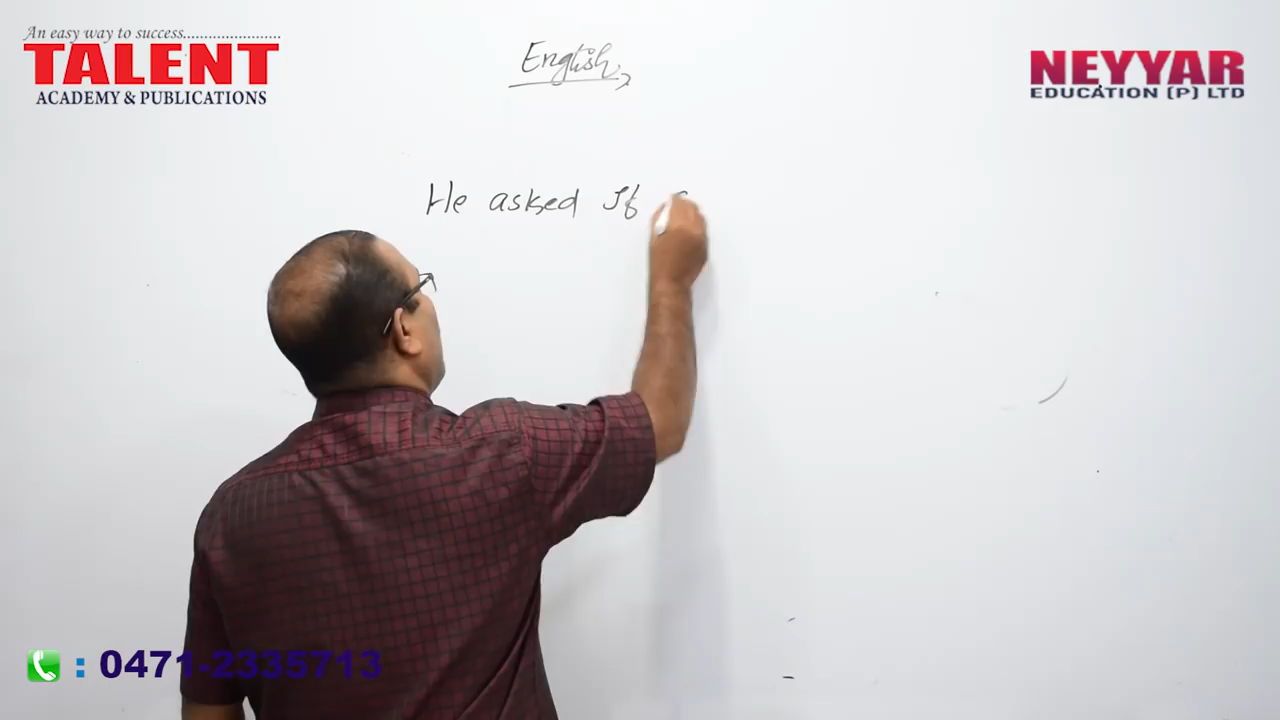 An easy way to success.......................
TALENT
ACADEMY & PUBLICATIONS
English
NEYYAR
EDUCATION (P) LTD
He asked If
: 0471-2335713